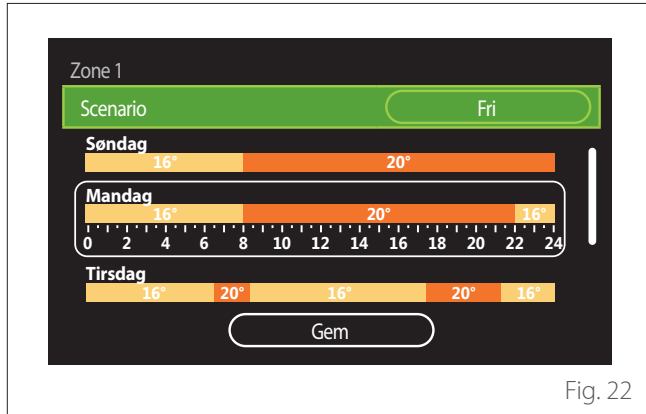 Zone 1
Scenario Fri
Søndag
16° 20°
Mandag
16° 20° 16°
0 2 4 6 8 10 12 14 16 18 20 22 24
Tirsdag
16° 20° 16° 20° 16°
Gem
Fig. 22